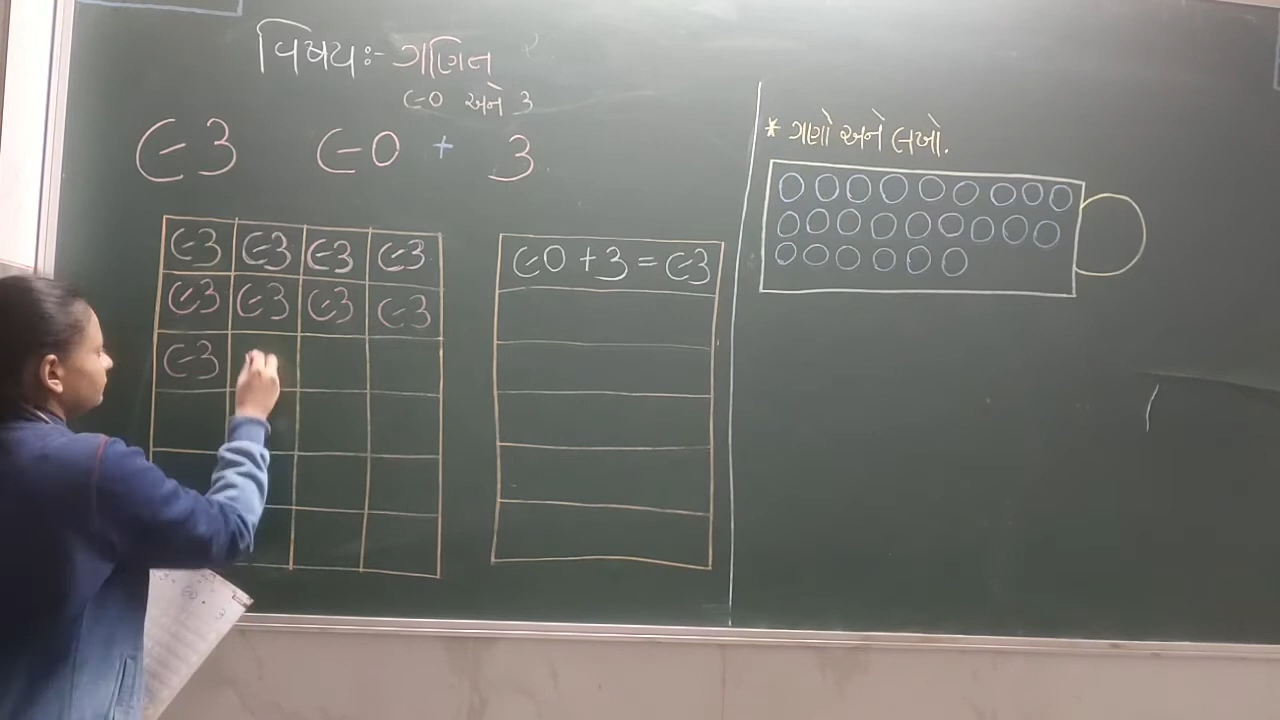 વિષયઃ- ગણિત
૯૦ અને ૩
૯૩ ૯૦ + ૩
૯૩ ૯૩ ૯૩ ૯૩
૯૩ ૯૩ ૯૩ ૯૩
૯૩
૯૦ + ૩ = ૯૩
* ગણો અને લખો.